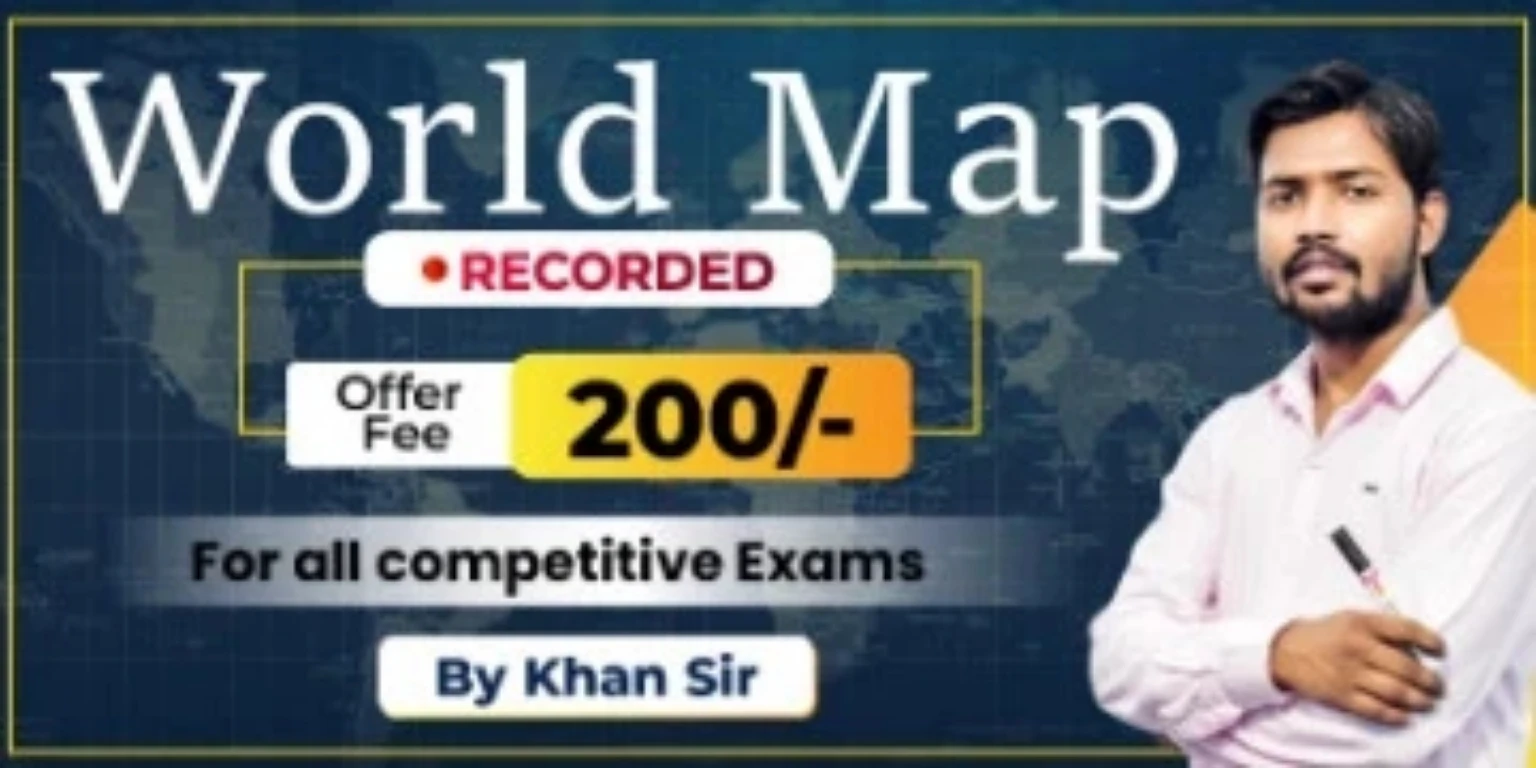 World Map
RECORDED
Offer
Fee
200/-
For all competitive Exams
By Khan Sir